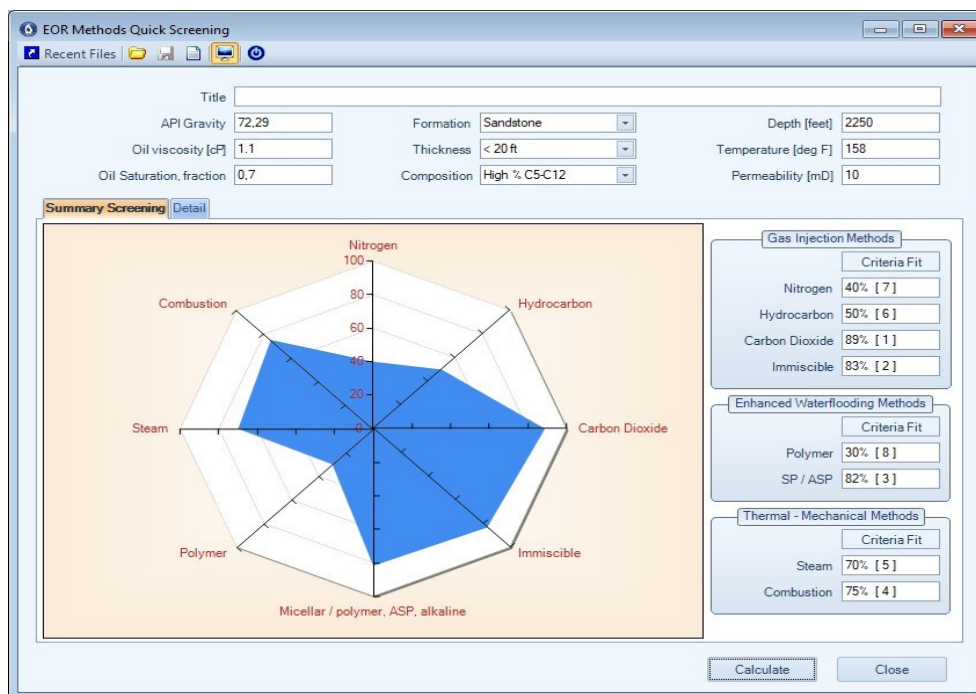 EOR Methods Quick Screening
Recent Files
Title
API Gravity 72,29 Formation Sandstone Depth [feet] 2250
Oil viscosity [cP] 1.1 Thickness < 20 ft Temperature [deg F] 158
Oil Saturation, fraction 0,7 Composition High % C5-C12 Permeability [mD] 10
Summary Screening Detail
Nitrogen
100
80
60
40
20
0
Hydrocarbon
Carbon Dioxide
Immiscible
Micellar / polymer, ASP, alkaline
Polymer
Steam
Combustion
Gas Injection Methods
Criteria Fit
Nitrogen 40% [ 7 ]
Hydrocarbon 50% [ 6 ]
Carbon Dioxide 89% [ 1 ]
Immiscible 83% [ 2 ]
Enhanced Waterflooding Methods
Criteria Fit
Polymer 30% [ 8 ]
SP / ASP 82% [ 3 ]
Thermal - Mechanical Methods
Criteria Fit
Steam 70% [ 5 ]
Combustion 75% [ 4 ]
Calculate Close